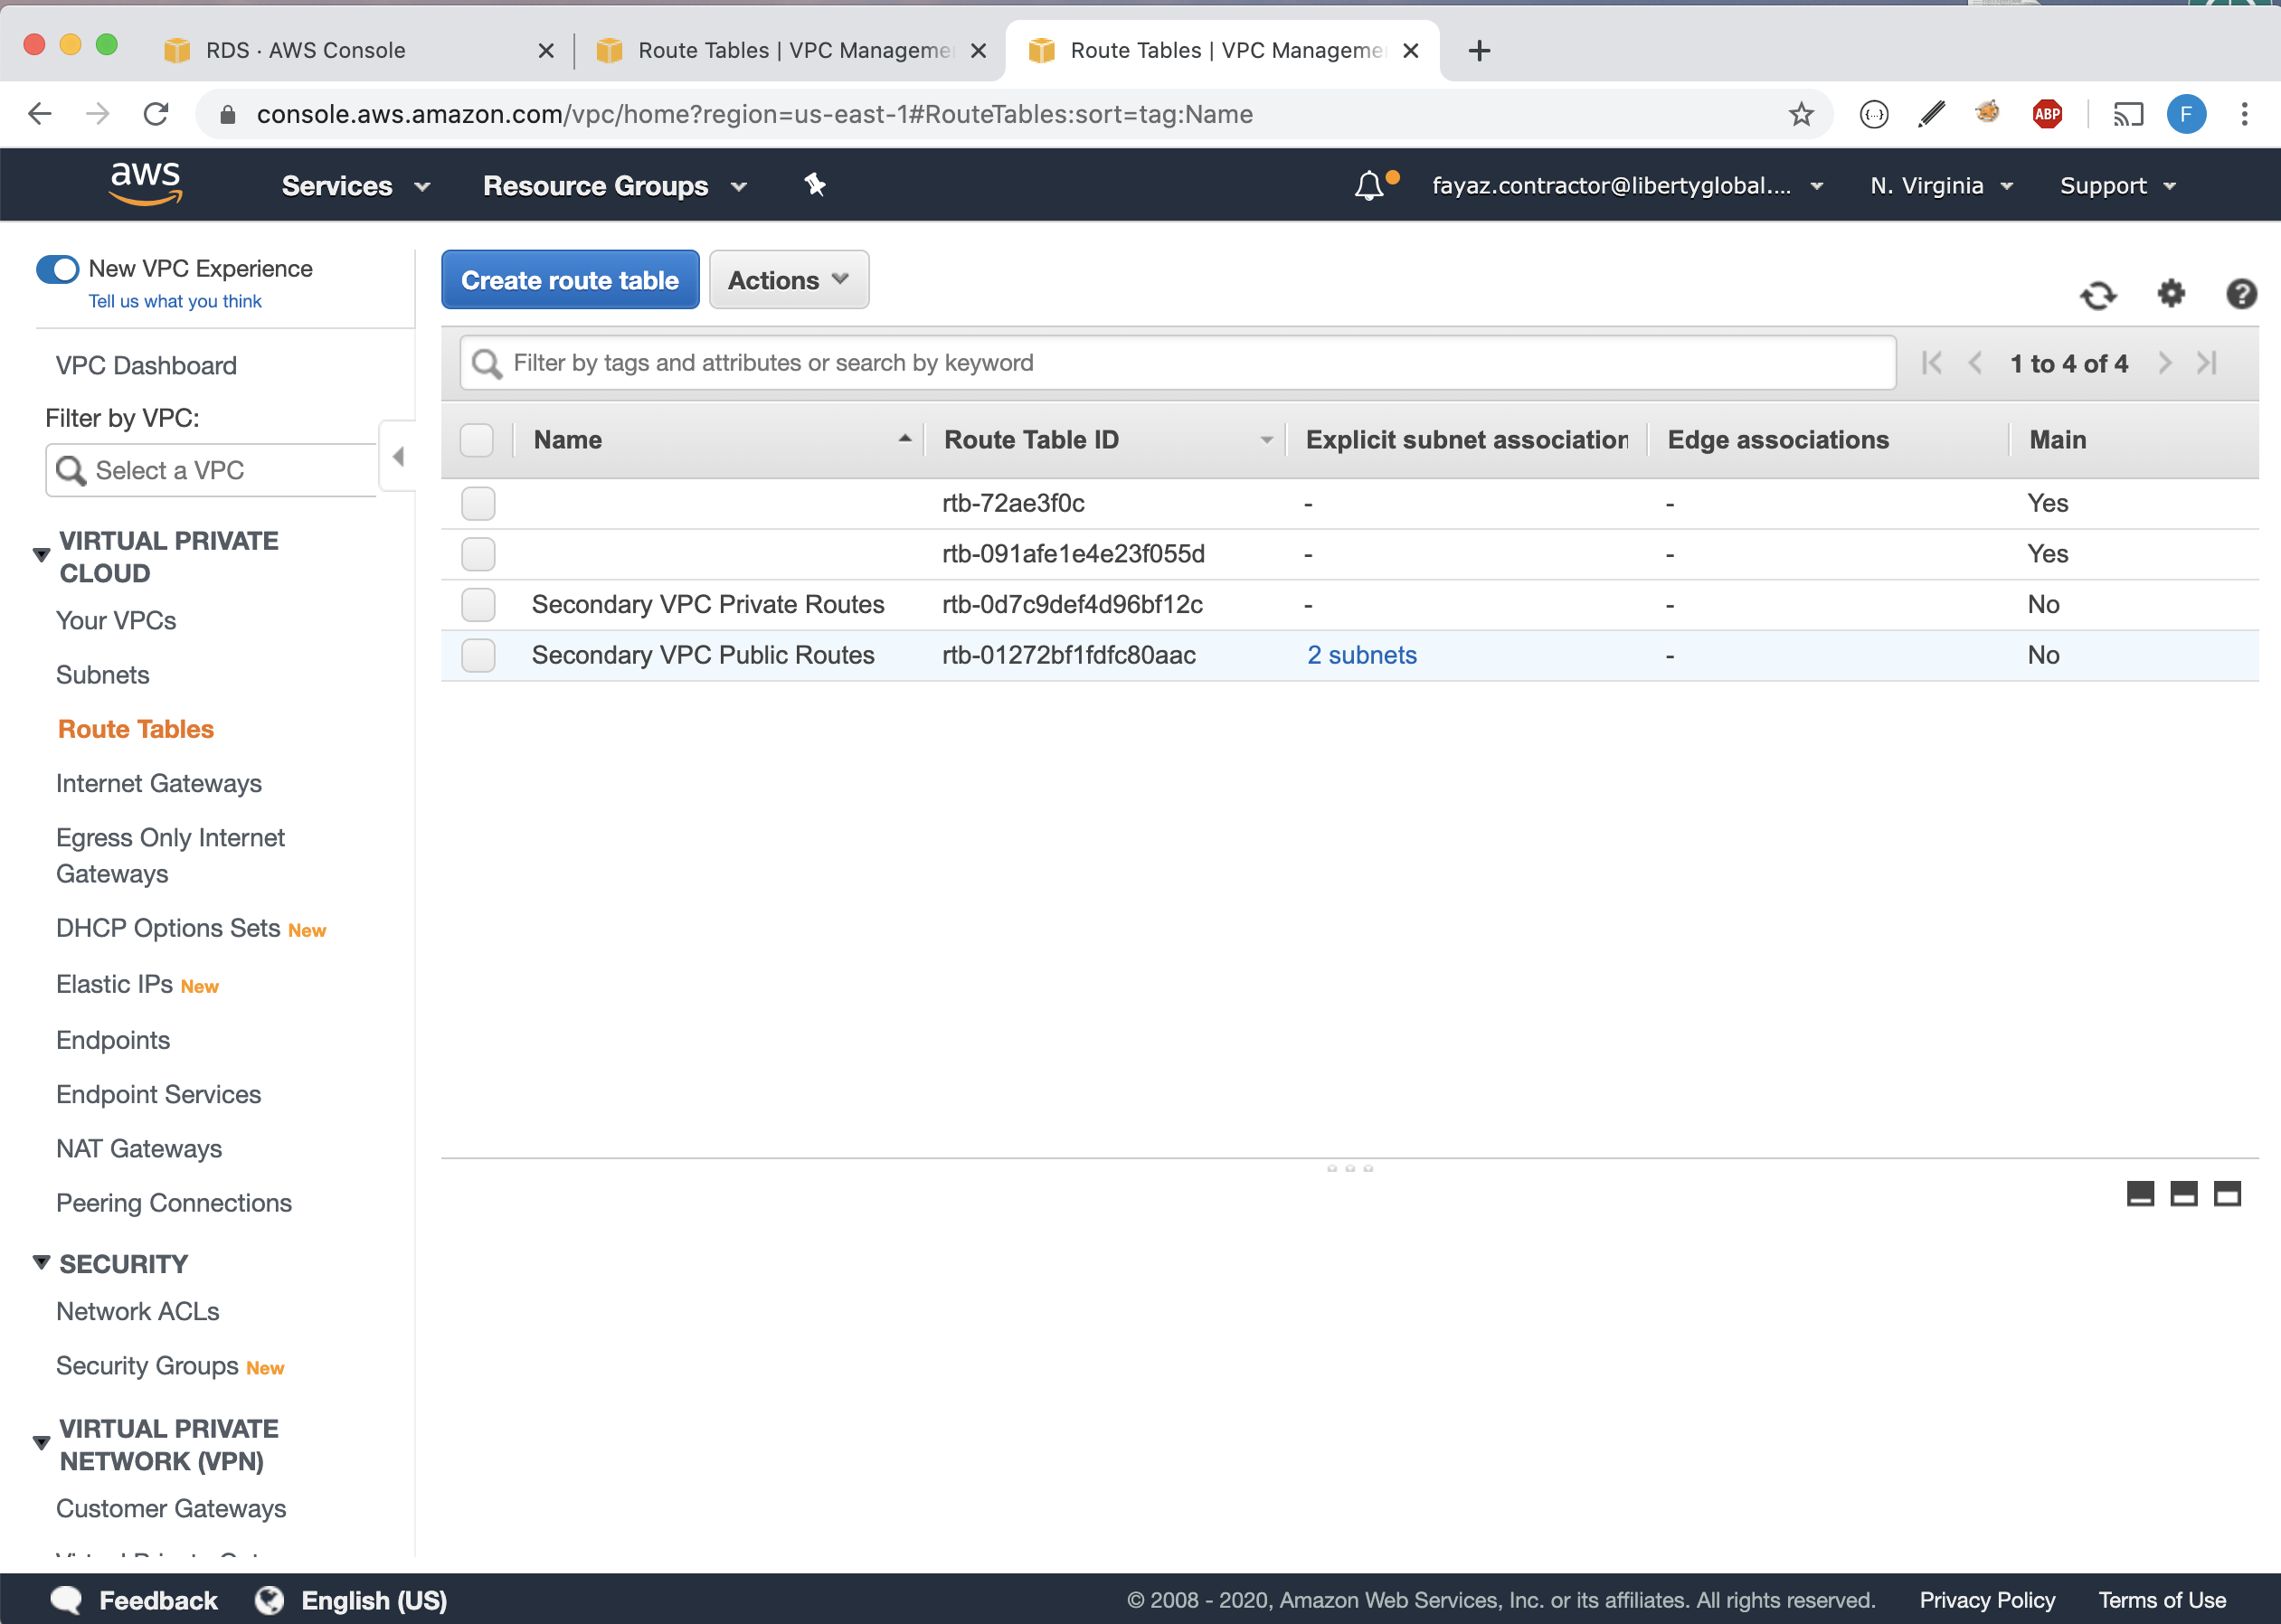 RDS · AWS Console
Route Tables | VPC Manageme
Route Tables | VPC Manageme
console.aws.amazon.com/vpc/home?region=us-east-1#RouteTables:sort=tag:Name
ABP
F
aws
Services
Resource Groups
fayaz.contractor@libertyglobal....
N. Virginia
Support
New VPC Experience
Tell us what you think
VPC Dashboard
Filter by VPC:
Select a VPC
VIRTUAL PRIVATE
CLOUD
Your VPCs
Subnets
Route Tables
Internet Gateways
Egress Only Internet
Gateways
DHCP Options Sets New
Elastic IPs New
Endpoints
Endpoint Services
NAT Gateways
Peering Connections
SECURITY
Network ACLs
Security Groups New
VIRTUAL PRIVATE
NETWORK (VPN)
Customer Gateways
Create route table
Actions
Filter by tags and attributes or search by keyword
1 to 4 of 4
Name Route Table ID Explicit subnet association Edge associations Main
rtb-72ae3f0c - - Yes
rtb-091afe1e4e23f055d - - Yes
Secondary VPC Private Routes rtb-0d7c9def4d96bf12c - - No
Secondary VPC Public Routes rtb-01272bf1fdfc80aac 2 subnets - No
Feedback
English (US)
© 2008 - 2020, Amazon Web Services, Inc. or its affiliates. All rights reserved.
Privacy Policy
Terms of Use